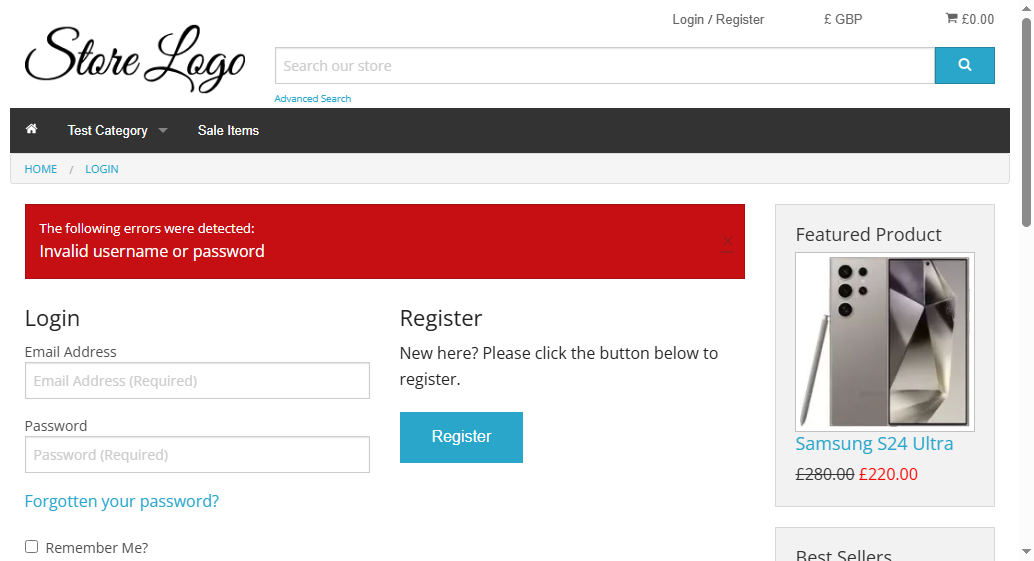 Login / Register
£ GBP
£0.00
Store Logo
Search our store
Advanced Search
Test Category
Sale Items
HOME / LOGIN
The following errors were detected:
Invalid username or password
×
Login
Email Address
Email Address (Required)
Password
Password (Required)
Forgotten your password?
Remember Me?
Register
New here? Please click the button below to
register.
Register
Featured Product
Samsung S24 Ultra
£280.00 £220.00
Best Sellers